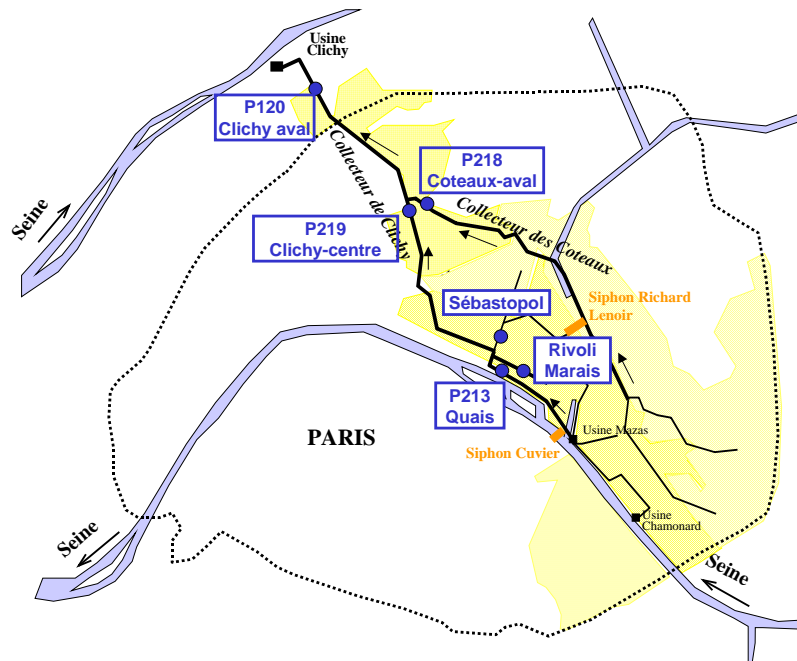 Usine
Clichy
P120
Clichy aval
Collecteur de Clichy
P218
Coteaux-aval
Collecteur des Coteaux
Seine
P219
Clichy-centre
Siphon Richard
Lenoir
Sébastopol
Rivoli
Marais
P213
Quais
PARIS
Usine Mazas
Siphon Cuvier
Usine
Chamonard
Seine
Seine